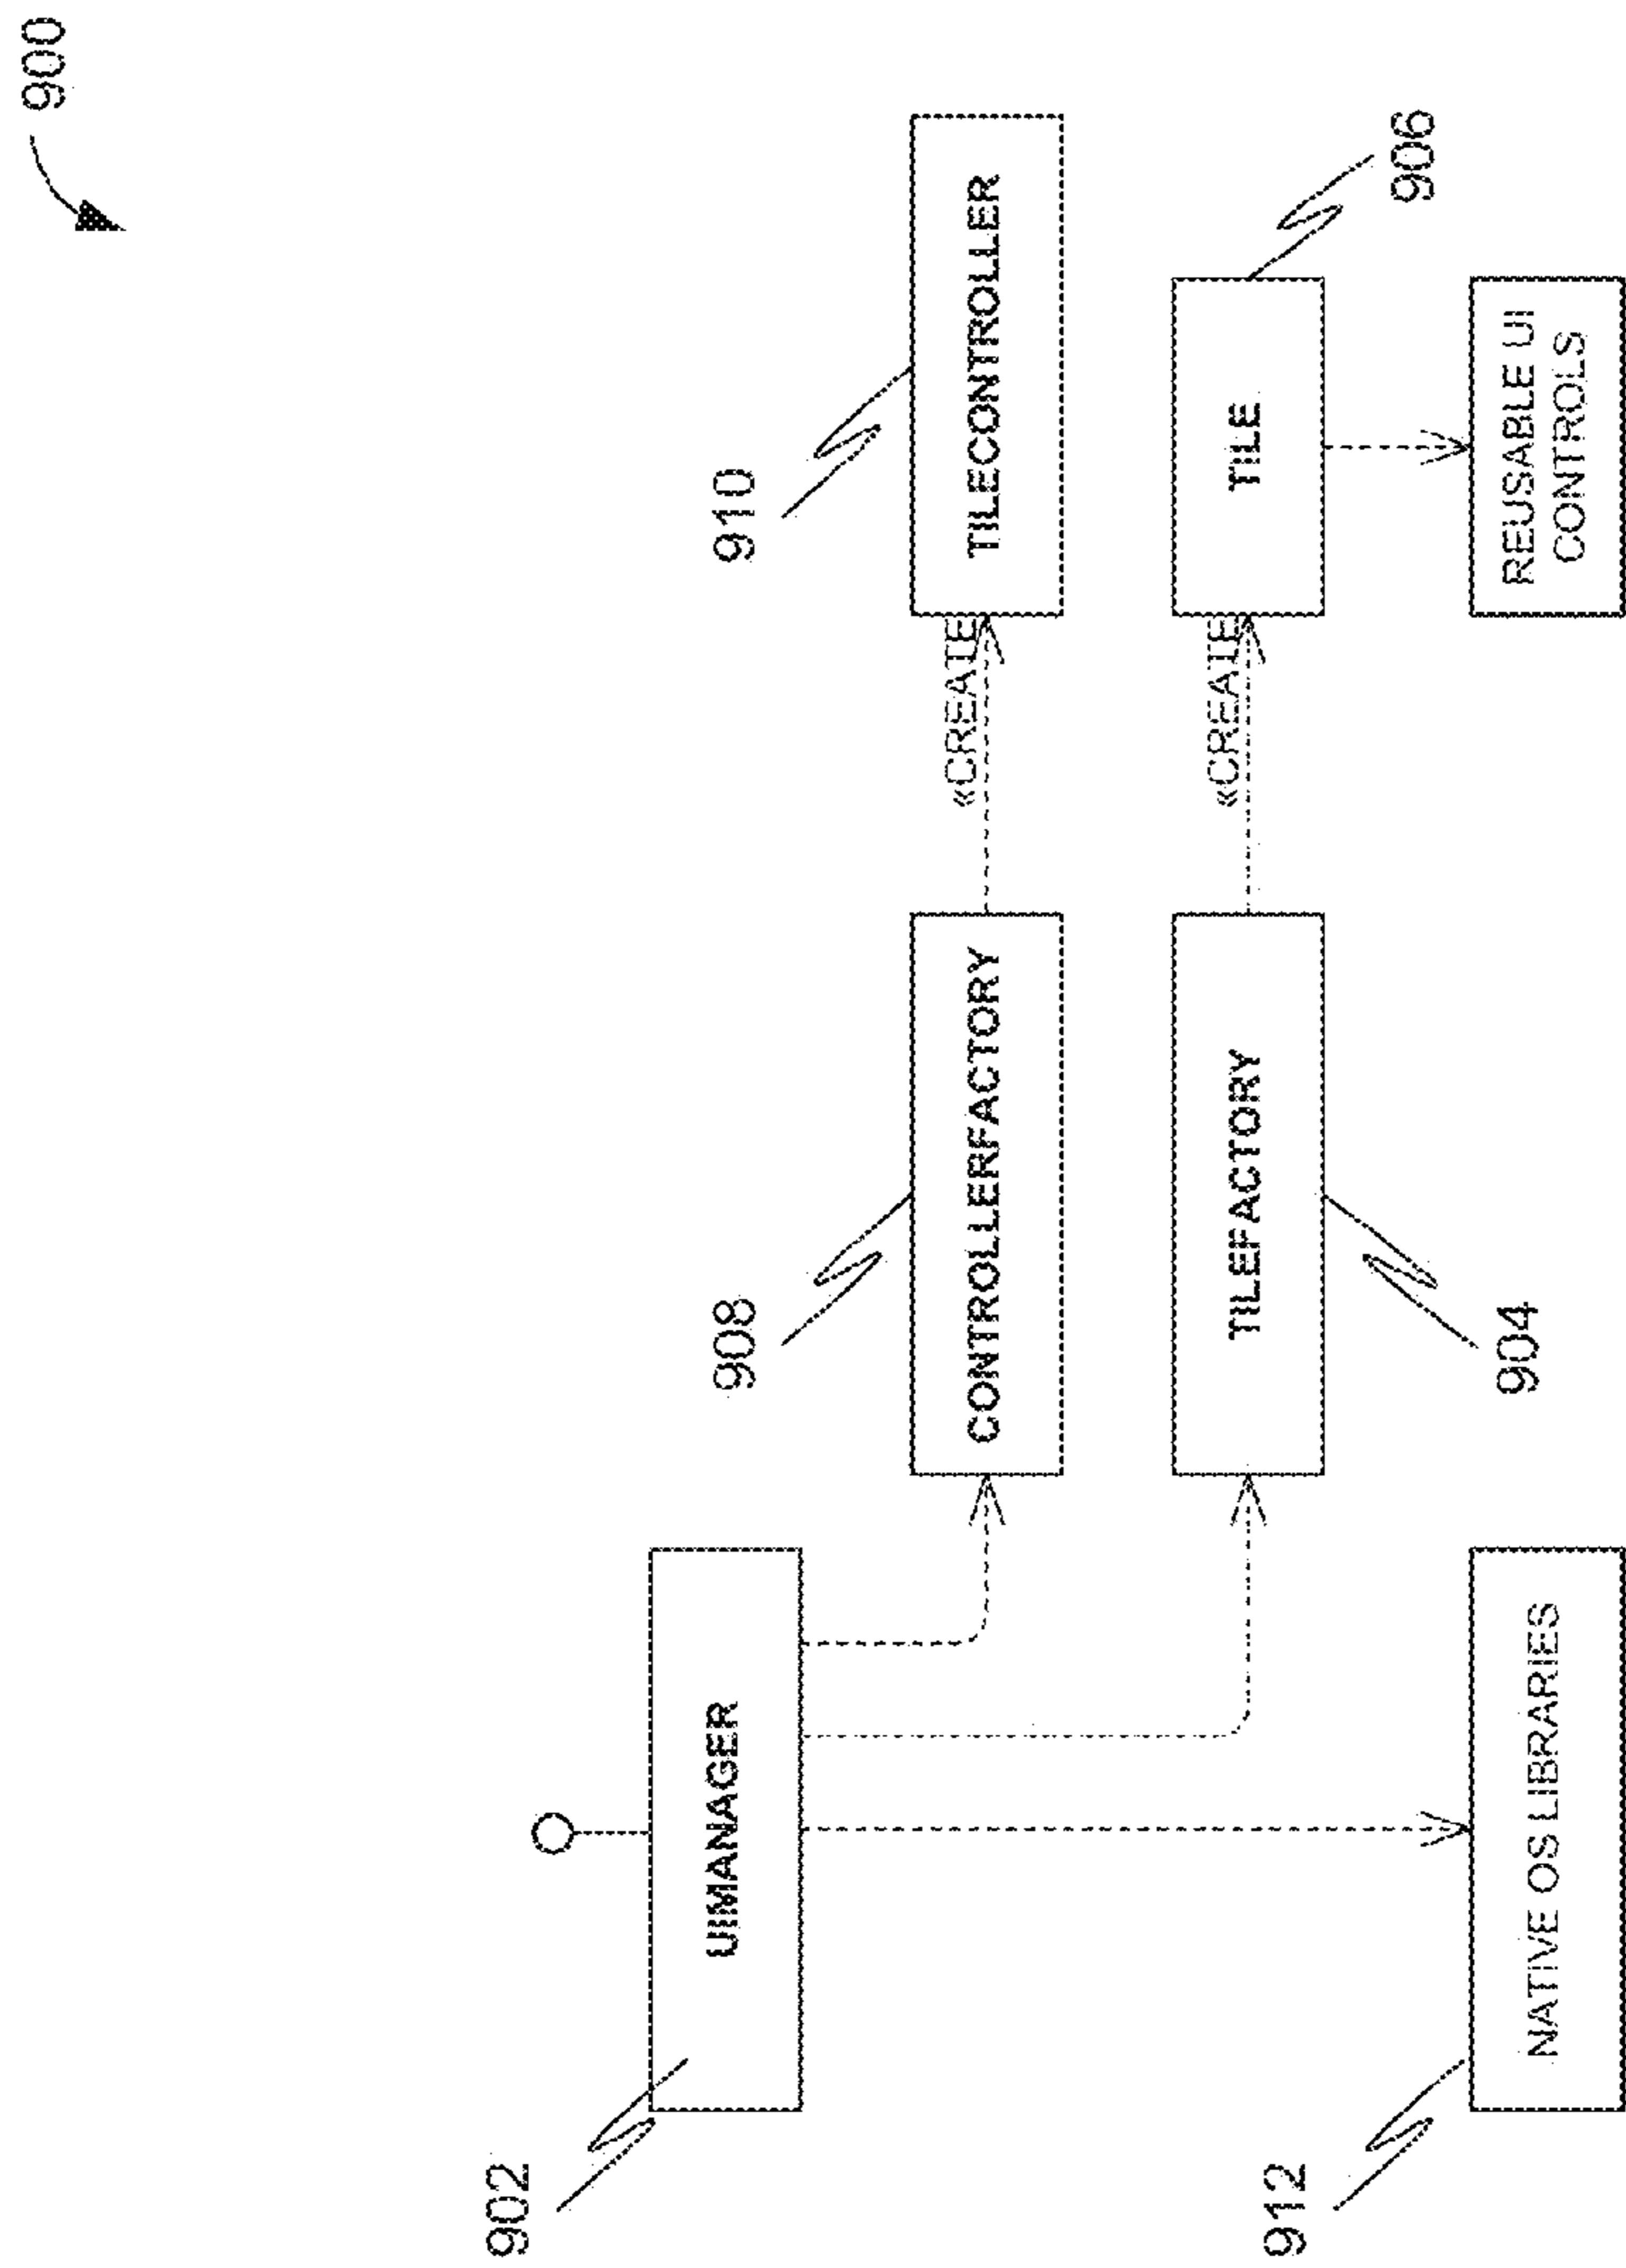 900
902
UIMANAGER
908
910
CONTROLLERFACTORY
«CREATE
TILECONTROLLER
TILEFACTORY
«CREATE
TILE
904
906
912
NATIVE OS LIBRARIES
REUSABLE UI
CONTROLS